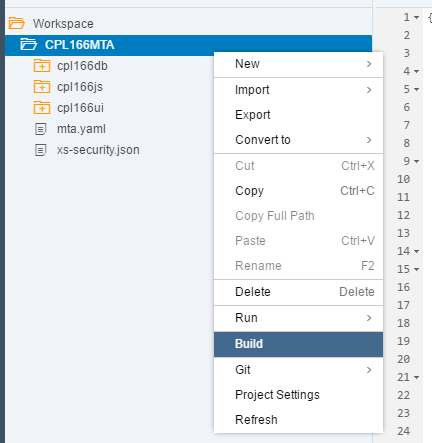 Workspace
CPL166MTA
cpl166db
cpl166js
cpl166ui
mta.yaml
xs-security.json
New >
Import >
Export
Convert to >
Cut Ctrl+X
Copy Ctrl+C
Copy Full Path
Paste Ctrl+V
Rename F2
Delete Delete
Run >
Build
Git >
Project Settings
Refresh
1 {
2
3
4
5
6
7
8
9
10
11
12
13
14
15
16
17
18
19
20
21
22
23
24